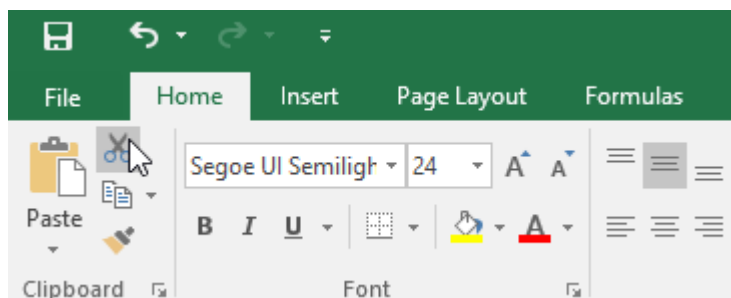 File Home Insert Page Layout Formulas
Segoe UI Semiligh 24 A A
Paste
B I U A
Clipboard Font